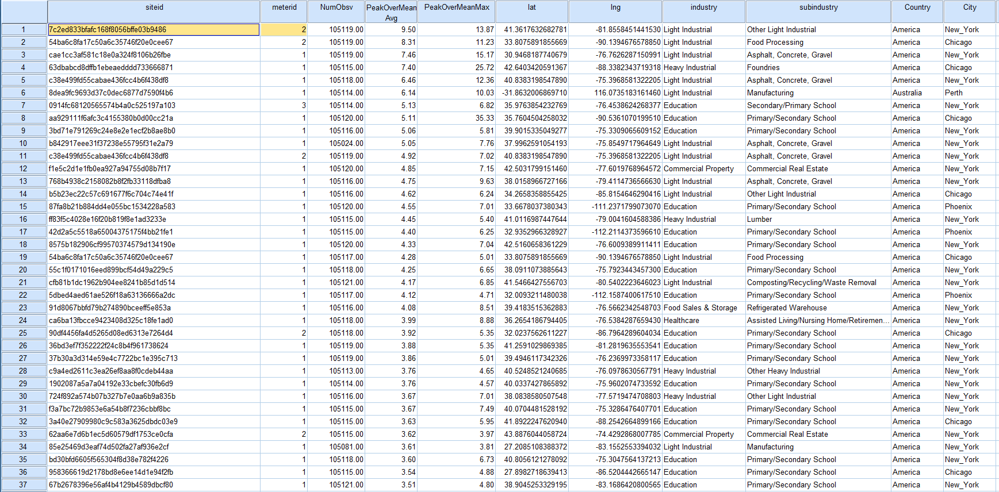 siteid meterid NumObsv PeakOverMean Avg PeakOverMeanMax lat lng industry subindustry Country City
1 7c2ed833bfafc168f8056bffe03b9486 2 105119.00 9.50 13.87 41.3617632682781 -81.8558451441530 Light Industrial Other Light Industrial America New_York
2 54ba6c8fa17c50a6c35746f20e0cee67 2 105119.00 8.31 11.23 33.8075891855669 -90.1394676578850 Light Industrial Food Processing America Chicago
3 cae1cc3af581c18e0a324f8106b26fbe 1 105119.00 7.46 15.17 30.9468187740679 -76.7626287150991 Light Industrial Asphalt, Concrete, Gravel America New_York
4 63dbabcd8dffb1ebeaedddd733666871 1 105115.00 7.40 25.72 42.6403420591367 -88.3382343719318 Heavy Industrial Foundries America Chicago
5 c38e499fd55cabae436fcc4b6f438df8 1 105118.00 6.46 12.36 40.8383198547890 -75.3968581322205 Light Industrial Asphalt, Concrete, Gravel America New_York
6 8dea9fc9693d37c0dec6877d7590f4b6 1 105114.00 6.14 10.03 -31.8632006869710 116.0735183161460 Light Industrial Manufacturing Australia Perth
7 0914fc68120565574b4a0c525197a103 3 105114.00 5.13 6.82 35.9763854232769 -76.4538624268377 Education Secondary/Primary School America New_York
8 aa929111f6afc3c4155380b0d00cc21a 1 105120.00 5.11 35.33 35.7604504258032 -90.5361070199510 Education Primary/Secondary School America Chicago
9 3bd71e791269c24e8e2e1ecf2b8ae8b0 1 105116.00 5.06 5.81 39.9015335049277 -75.3309065609152 Education Primary/Secondary School America New_York
10 b842917eee31f37238e55795f31e2a79 1 105024.00 5.05 7.76 37.9962591054193 -75.8549717964649 Light Industrial Asphalt, Concrete, Gravel America New_York
11 c38e499fd55cabae436fcc4b6f438df8 2 105119.00 4.92 7.02 40.8383198547890 -75.3968581322205 Light Industrial Asphalt, Concrete, Gravel America New_York
12 f1e5c2d1e1fb0ea927a94755d08b7f17 1 105120.00 4.85 7.15 42.5031799151460 -77.6019768964572 Commercial Property Commercial Real Estate America New_York
13 768b4938c2158082b8f2fb33118dfba8 1 105116.00 4.75 9.63 38.0158966727166 -79.4114736566630 Light Industrial Asphalt, Concrete, Gravel America New_York
14 b5b23ec22c57c691677f6c704c74e41f 1 105116.00 4.62 6.24 34.2658358855425 -85.8154646290416 Light Industrial Other Light Industrial America Chicago
15 87fa8b21b884dd4e055bc1534228a583 1 105120.00 4.55 7.01 33.6678037380343 -111.2371799073070 Education Primary/Secondary School America Phoenix
16 ff83f5c4028e16f20b819f8e1ad3233e 1 105115.00 4.45 5.40 41.0116987447644 -79.0041604588386 Heavy Industrial Lumber America New_York
17 42d2a5c5518a65004375175f4bb21fe1 1 105115.00 4.40 6.25 32.9352966328927 -112.2114373596610 Education Primary/Secondary School America Phoenix
18 8575b182906cf99570374579d134190e 1 105120.00 4.33 7.04 42.5160658361229 -76.6009389911411 Education Primary/Secondary School America New_York
19 54ba6c8fa17c50a6c35746f20e0cee67 1 105117.00 4.28 5.01 33.8075891855669 -90.1394676578850 Light Industrial Food Processing America Chicago
20 55c1f0171016eed899bcf54d49a229c5 1 105118.00 4.25 6.65 38.0911073885643 -75.7923443457300 Education Primary/Secondary School America New_York
21 cfb81b1dc1962b904ee8241b85d1d514 1 105121.00 4.17 6.85 41.5466427556703 -80.5402223646023 Light Industrial Composting/Recycling/Waste Removal America New_York
22 5dbed4aed61ae526f18a63136666a2dc 1 105117.00 4.12 4.71 32.0093211480038 -112.1587400617510 Education Primary/Secondary School America Phoenix
23 91d8067bbfd79b274890bceeff5e853a 1 105116.00 4.08 8.51 39.4183515362883 -76.5662342548703 Food Sales & Storage Refrigerated Warehouse America New_York
24 ca6ba13fbcce9423408d325c18fe1ad0 1 105118.00 3.99 8.88 36.2654186794405 -76.5384287659430 Healthcare Assisted Living/Nursing Home/Retiremen... America New_York
25 90df4456fa4d5265d08ed6313e7264d4 2 105118.00 3.92 5.35 32.0237562611227 -86.7964289604034 Education Primary/Secondary School America Chicago
26 36bd3ef7f352222f24c8b4f961738624 1 105119.00 3.88 5.35 41.2591029869385 -81.2819635553541 Education Primary/Secondary School America New_York
27 37b30a3d314e59e4c7722bc1e395c713 1 105119.00 3.86 5.01 39.4946117342326 -76.2369973358117 Education Primary/Secondary School America New_York
28 c9a4ed2611c3ea26ef8aa8f0cdeb44aa 1 105113.00 3.76 4.65 40.5248521240685 -76.0978630567791 Heavy Industrial Other Heavy Industrial America New_York
29 1902087a5a7a04192e33cbefc30fb6d9 1 105114.00 3.76 4.57 40.0337427865892 -75.9602074733592 Education Primary/Secondary School America New_York
30 724f892a574b07b327b7e0aa6b9a835b 1 105116.00 3.67 7.01 38.0838580507548 -77.5719474708803 Heavy Industrial Other Light Industrial America New_York
31 f3a7bc72b9853e6a54b8f7236cbbf8bc 1 105115.00 3.67 7.49 40.0704481528192 -75.3286476407701 Education Primary/Secondary School America New_York
32 3a40e27909980c9c583a3625dbdc03e9 1 105115.00 3.63 5.95 41.8922247620940 -88.2542664899166 Education Primary/Secondary School America Chicago
33 62aa6e7d6b1ec5d60579df1753ce0cfa 2 105115.00 3.62 3.97 43.8876044058724 -74.4292868007785 Commercial Property Commercial Real Estate America New_York
34 85e25469d3eaf74d502fa27af936e2cf 1 105081.00 3.61 3.81 27.2085108388372 -83.1552553394032 Light Industrial Manufacturing America New_York
35 bd30bfd6605f565304f8d38e782f4226 1 105118.00 3.60 6.73 40.8056121278092 -75.3047564137213 Education Primary/Secondary School America New_York
36 958366619d2178bd8e6ee14d1e94f2fb 1 105115.00 3.54 4.88 27.8982718639413 -86.5204442665147 Education Primary/Secondary School America Chicago
37 67b2678396e56af4b4129b4589dbcf80 1 105121.00 3.51 4.80 38.9045253329195 -83.1686420800565 Education Primary/Secondary School America New_York